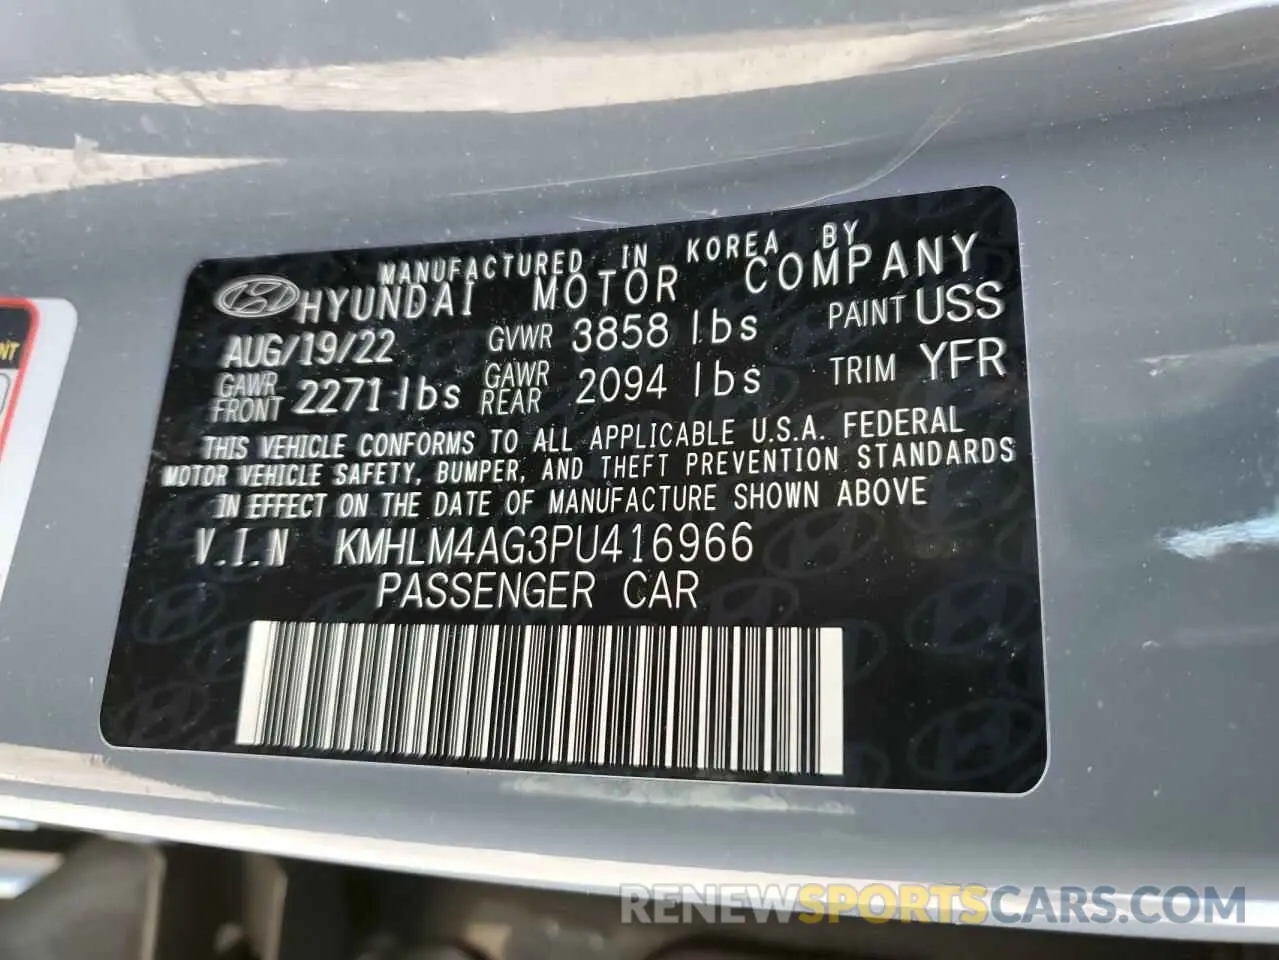 MANUFACTURED IN KOREA BY
HYUNDAI MOTOR COMPANY
AUG/19/22 GVWR 3858 lbs PAINT USS
GAWR FRONT 2271 lbs GAWR REAR 2094 lbs TRIM YFR
THIS VEHICLE CONFORMS TO ALL APPLICABLE U.S.A. FEDERAL
MOTOR VEHICLE SAFETY, BUMPER, AND THEFT PREVENTION STANDARDS
IN EFFECT ON THE DATE OF MANUFACTURE SHOWN ABOVE
V.I.N KMHLM4AG3PU416966
PASSENGER CAR
RENEWSPORTSCARS.COM